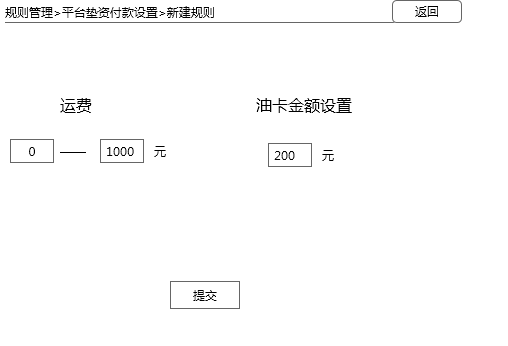 规则管理>平台垫资付款设置>新建规则 返回
运费 油卡金额设置
0 —— 1000 元 200 元
提交